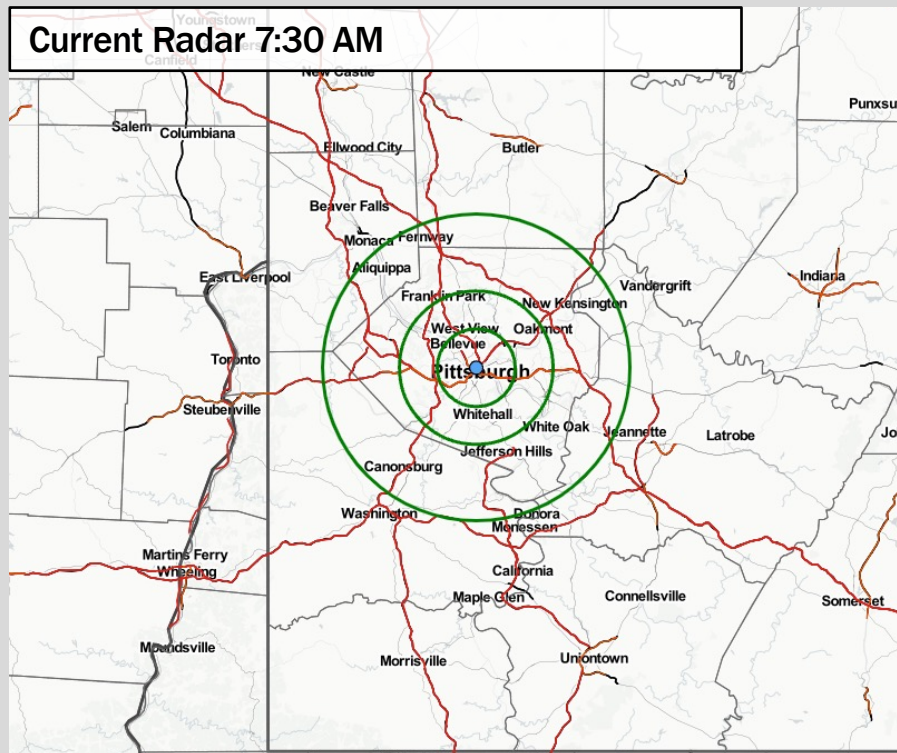 Current Radar 7:30 AM
Youngstown
Canfield
New Castle
Punxsu
Salem
Columbiana
Ellwood City
Butler
Beaver Falls
Monaca
Fernway
Aliquippa
East Liverpool
Indiana
Vandergrift
Franklin Park
New Kensington
West View
Oakmont
Bellevue
Toronto
Pittsburgh
Steubenville
Whitehall
White Oak
Jeannette
Latrobe
Jo
Jefferson Hills
Canonsburg
Washington
Donora
Monessen
Martins Ferry
Wheeling
California
Maple Glen
Connellsville
Somerset
Moundsville
Morrisville
Uniontown